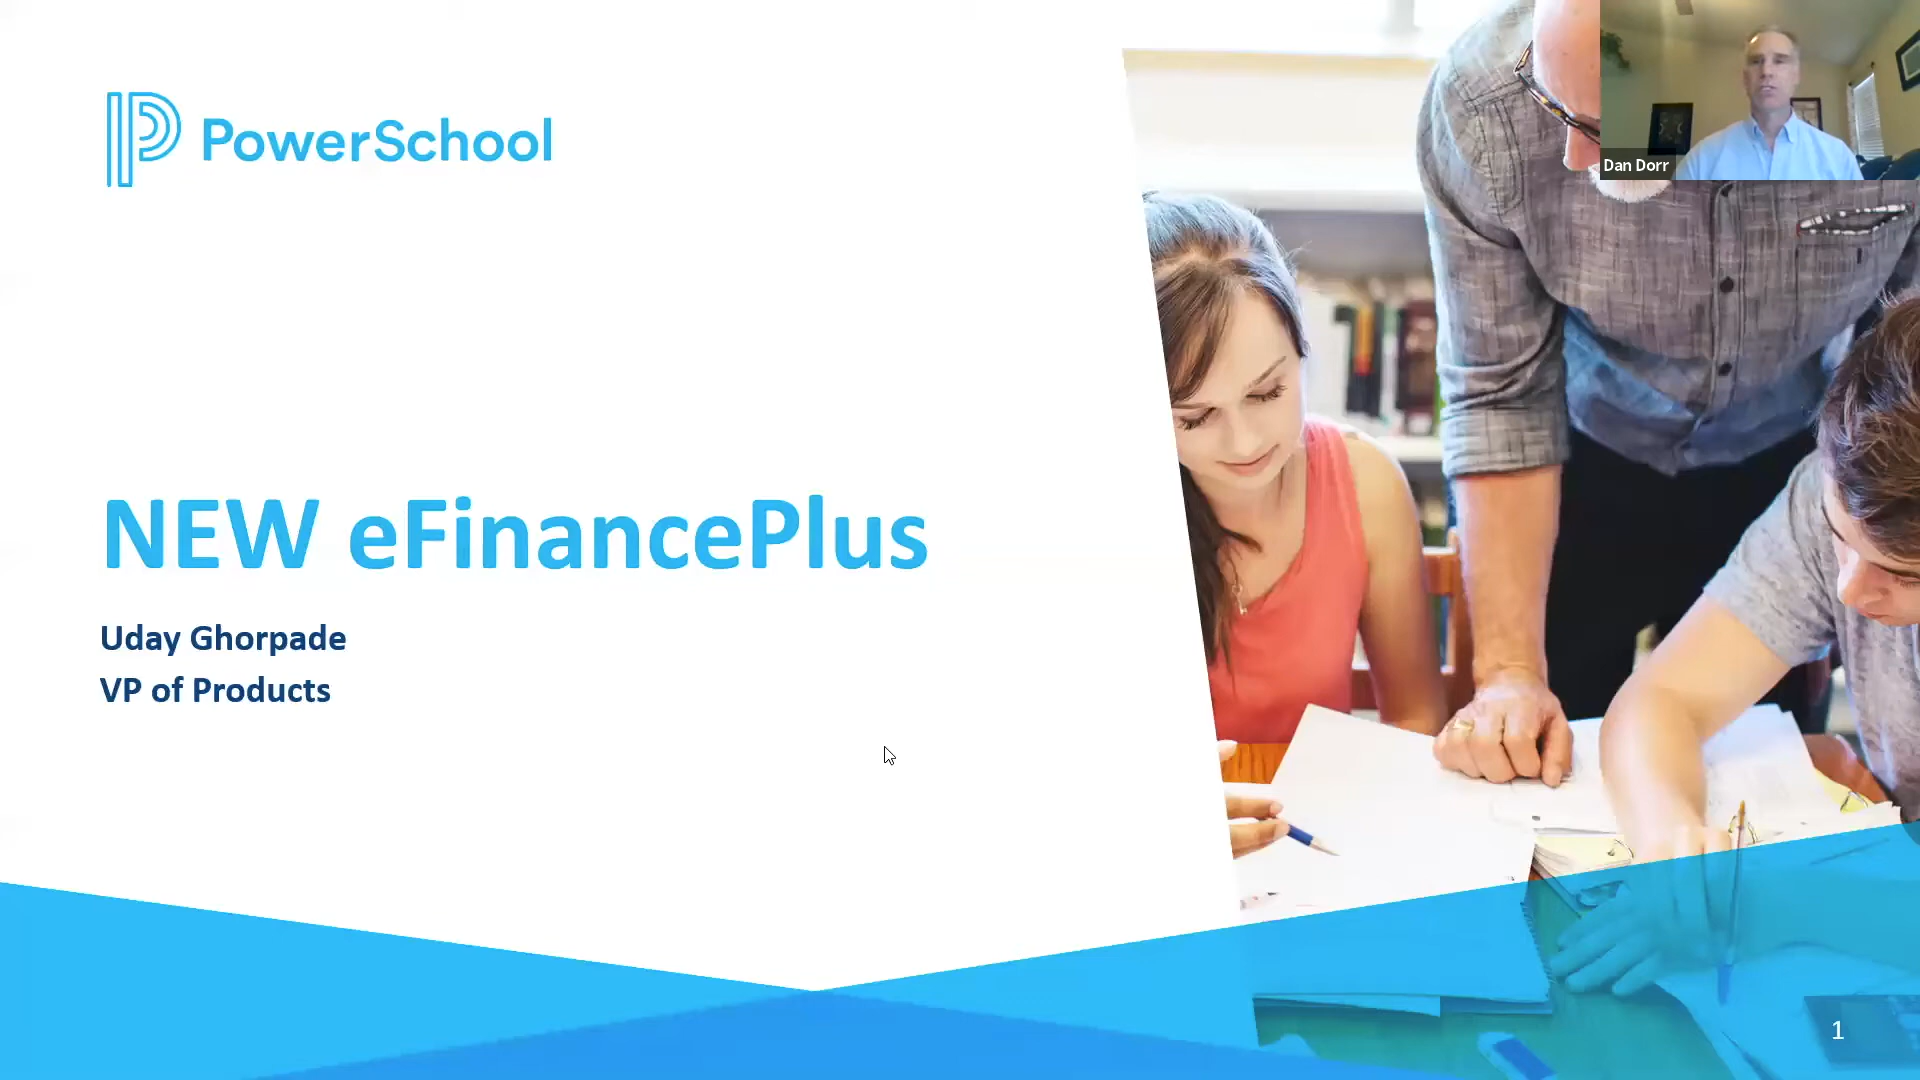 PowerSchool
Dan Dorr
NEW eFinancePlus
Uday Ghorpade
VP of Products
1